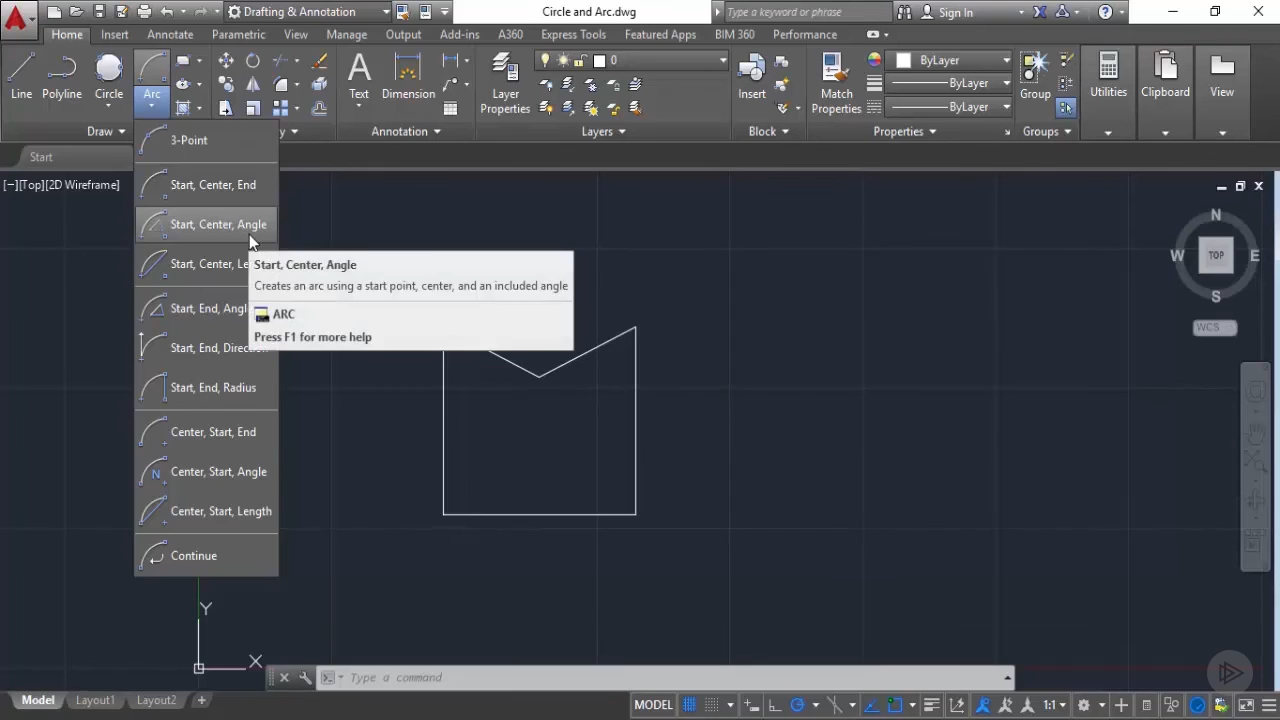 Drafting & Annotation
Circle and Arc.dwg
Type a keyword or phrase
Sign In
Home
Insert
Annotate
Parametric
View
Manage
Output
Add-ins
A360
Express Tools
Featured Apps
BIM 360
Performance
Line
Polyline
Circle
Arc
Text
Dimension
Layer
Properties
0
Insert
Match
Properties
ByLayer
ByLayer
ByLayer
Group
Utilities
Clipboard
View
Draw
Annotation
Layers
Block
Properties
Groups
Start
[−][Top][2D Wireframe]
3-Point
Start, Center, End
Start, Center, Angle
Start, Center, Le
Start, End, Angl
Start, End, Directi
Start, End, Radius
Center, Start, End
Center, Start, Angle
Center, Start, Length
Continue
Start, Center, Angle
Creates an arc using a start point, center, and an included angle
ARC
Press F1 for more help
N
W
TOP
E
S
WCS
Y
X
Type a command
Model
Layout1
Layout2
+
MODEL
1:1